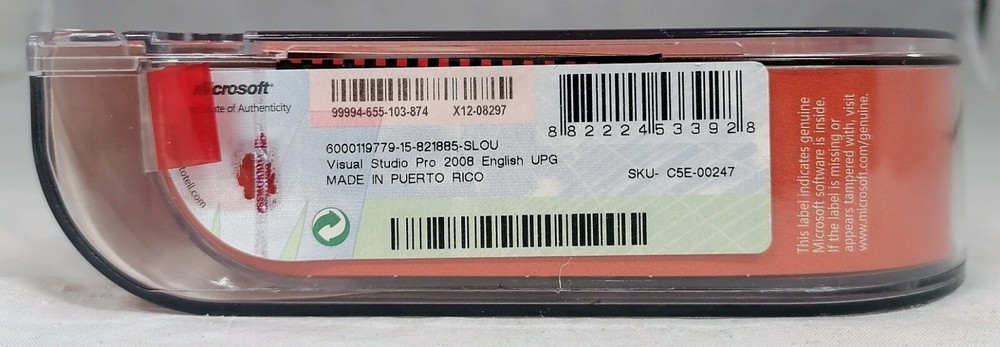 Microsoft®
of Authenticity
99994-655-103-874 X12-08297
8 82224 53392 8
6000119779-15-821885-SLOU
Visual Studio Pro 2008 English UPG
MADE IN PUERTO RICO
SKU- C5E-00247
This label indicates genuine
Microsoft software is inside.
If the label is missing or
appears tampered with, visit
www.microsoft.com/genuine.